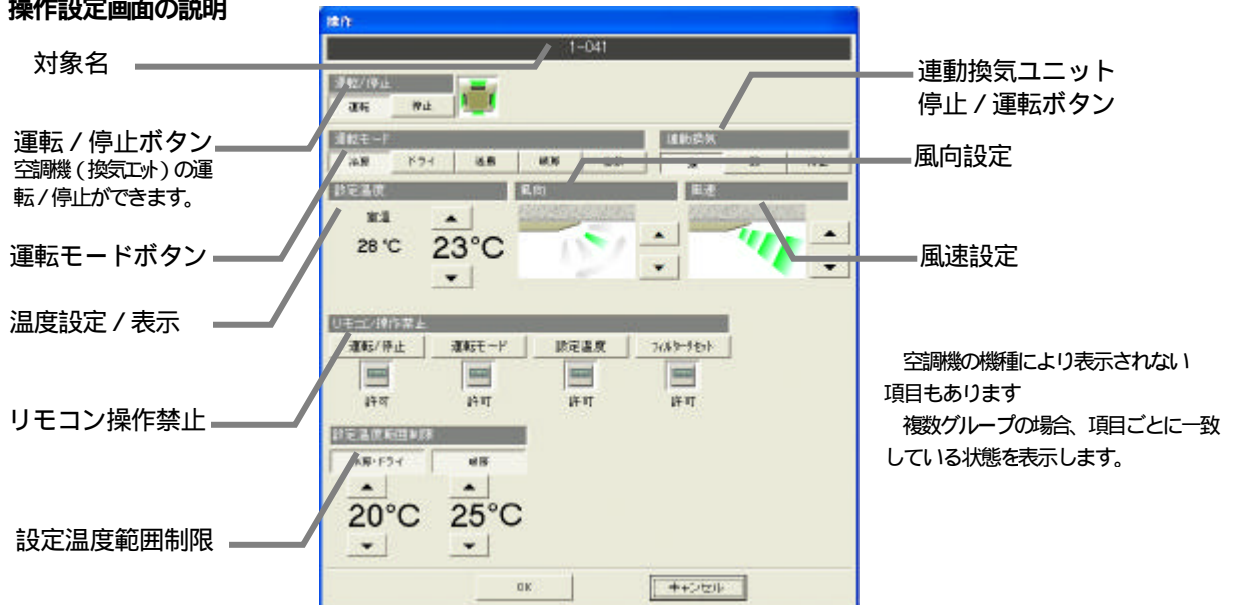 操作設定画面の説明
対象名
運転 / 停止ボタン
空調機 ( 換気ユニット ) の運
転 / 停止ができます。
運転モードボタン
温度設定 / 表示
リモコン操作禁止
設定温度範囲制限
操作
1-041
運転/停止
運転 停止
運転モード 連動換気
冷房 ドライ 送風 暖房
設定温度 風向 風速
室温
28 °C 23°C
リモコン操作禁止
運転/停止 運転モード 設定温度 フィルターリセット
許可 許可 許可 許可
設定温度範囲制限
冷房・ドライ 暖房
20°C 25°C
OK キャンセル
連動換気ユニット
停止 / 運転ボタン
風向設定
風速設定
空調機の機種により表示されない
項目もあります
複数グループの場合、項目ごとに一致
している状態を表示します。